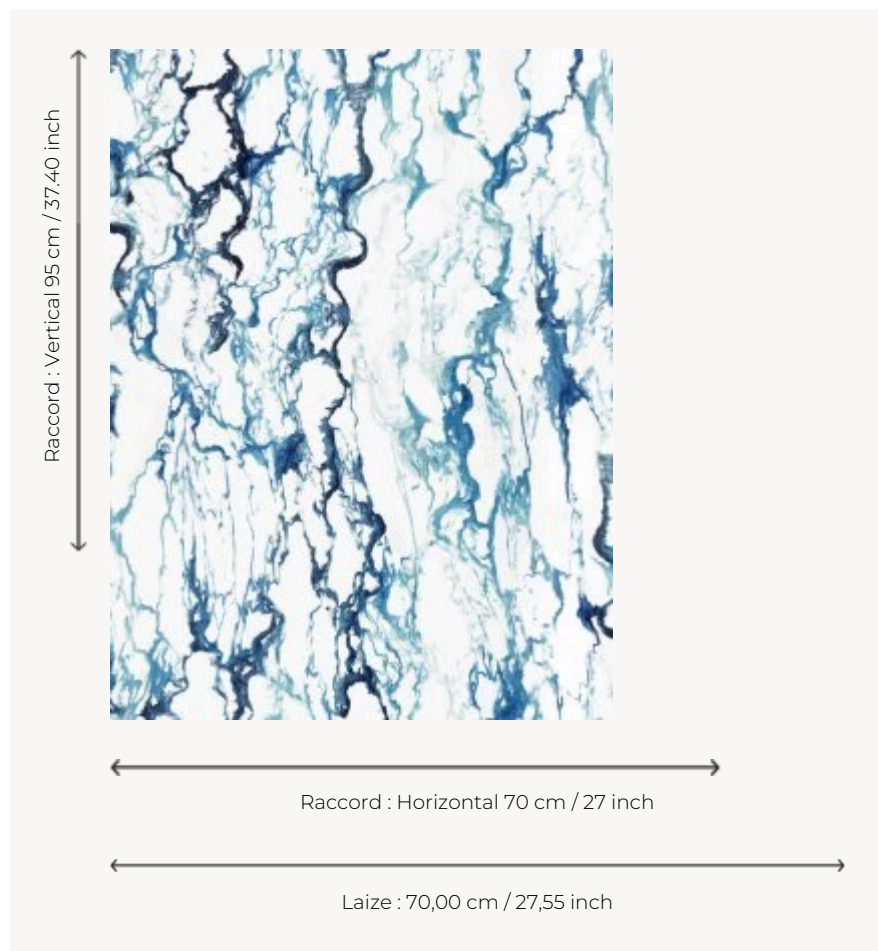 Raccord : Vertical 95 cm / 37.40 inch
Raccord : Horizontal 70 cm / 27 inch
Laize : 70,00 cm / 27,55 inch